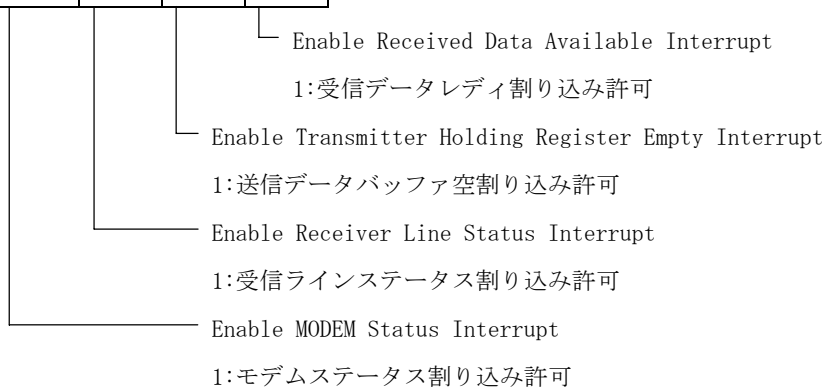 Enable Received Data Available Interrupt
1:受信データレディ割り込み許可
Enable Transmitter Holding Register Empty Interrupt
1:送信データバッファ空割り込み許可
Enable Receiver Line Status Interrupt
1:受信ラインステータス割り込み許可
Enable MODEM Status Interrupt
1:モデムステータス割り込み許可